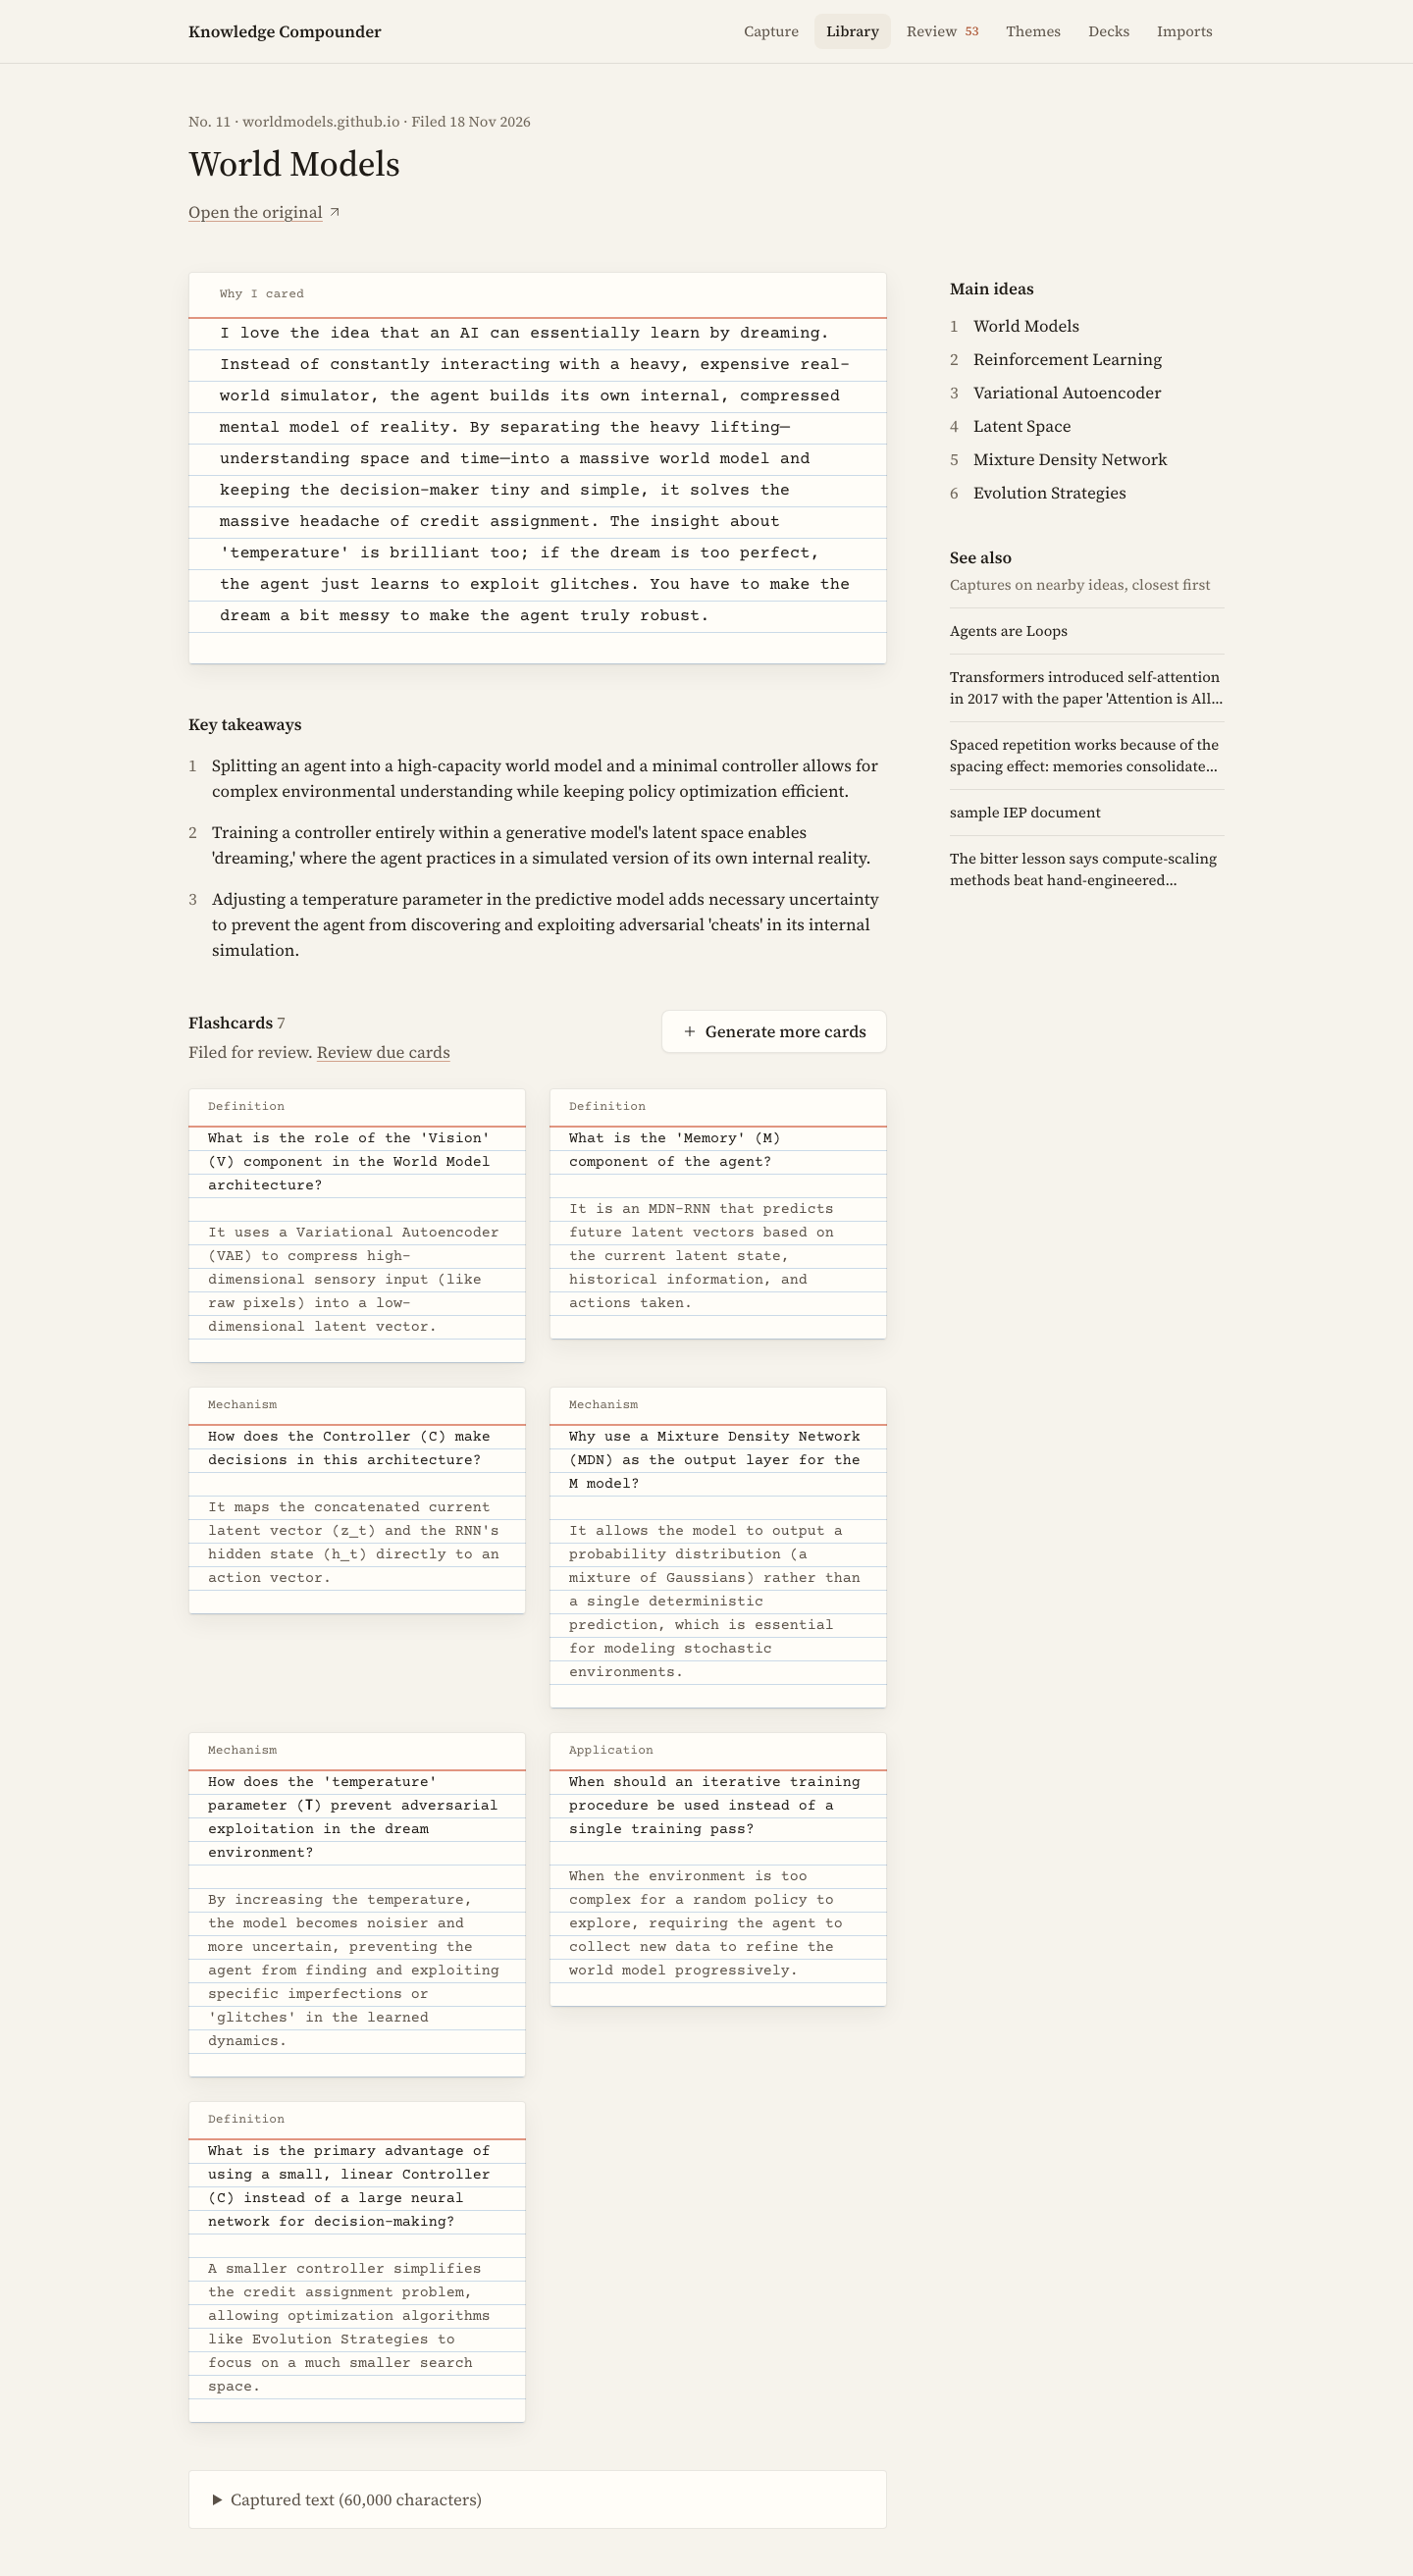 Knowledge Compounder
Capture
Library
Review 53
Themes
Decks
Imports
No. 11 · worldmodels.github.io · Filed 18 Nov 2026
World Models
Open the original ↗
Why I cared
I love the idea that an AI can essentially learn by dreaming.
Instead of constantly interacting with a heavy, expensive real-
world simulator, the agent builds its own internal, compressed
mental model of reality. By separating the heavy lifting—
understanding space and time—into a massive world model and
keeping the decision-maker tiny and simple, it solves the
massive headache of credit assignment. The insight about
'temperature' is brilliant too; if the dream is too perfect,
the agent just learns to exploit glitches. You have to make the
dream a bit messy to make the agent truly robust.
Main ideas
1 World Models
2 Reinforcement Learning
3 Variational Autoencoder
4 Latent Space
5 Mixture Density Network
6 Evolution Strategies
See also
Captures on nearby ideas, closest first
Agents are Loops
Transformers introduced self-attention
in 2017 with the paper 'Attention is All...
Spaced repetition works because of the
spacing effect: memories consolidate...
sample IEP document
The bitter lesson says compute-scaling
methods beat hand-engineered...
Key takeaways
1 Splitting an agent into a high-capacity world model and a minimal controller allows for
complex environmental understanding while keeping policy optimization efficient.
2 Training a controller entirely within a generative model's latent space enables
'dreaming,' where the agent practices in a simulated version of its own internal reality.
3 Adjusting a temperature parameter in the predictive model adds necessary uncertainty
to prevent the agent from discovering and exploiting adversarial 'cheats' in its internal
simulation.
Flashcards 7
Filed for review. Review due cards
+ Generate more cards
Definition
What is the role of the 'Vision'
(V) component in the World Model
architecture?
It uses a Variational Autoencoder
(VAE) to compress high-
dimensional sensory input (like
raw pixels) into a low-
dimensional latent vector.
Definition
What is the 'Memory' (M)
component of the agent?
It is an MDN-RNN that predicts
future latent vectors based on
the current latent state,
historical information, and
actions taken.
Mechanism
How does the Controller (C) make
decisions in this architecture?
It maps the concatenated current
latent vector (z_t) and the RNN's
hidden state (h_t) directly to an
action vector.
Mechanism
Why use a Mixture Density Network
(MDN) as the output layer for the
M model?
It allows the model to output a
probability distribution (a
mixture of Gaussians) rather than
a single deterministic
prediction, which is essential
for modeling stochastic
environments.
Mechanism
How does the 'temperature'
parameter (T) prevent adversarial
exploitation in the dream
environment?
By increasing the temperature,
the model becomes noisier and
more uncertain, preventing the
agent from finding and exploiting
specific imperfections or
'glitches' in the learned
dynamics.
Application
When should an iterative training
procedure be used instead of a
single training pass?
When the environment is too
complex for a random policy to
explore, requiring the agent to
collect new data to refine the
world model progressively.
Definition
What is the primary advantage of
using a small, linear Controller
(C) instead of a large neural
network for decision-making?
A smaller controller simplifies
the credit assignment problem,
allowing optimization algorithms
like Evolution Strategies to
focus on a much smaller search
space.
▶ Captured text (60,000 characters)